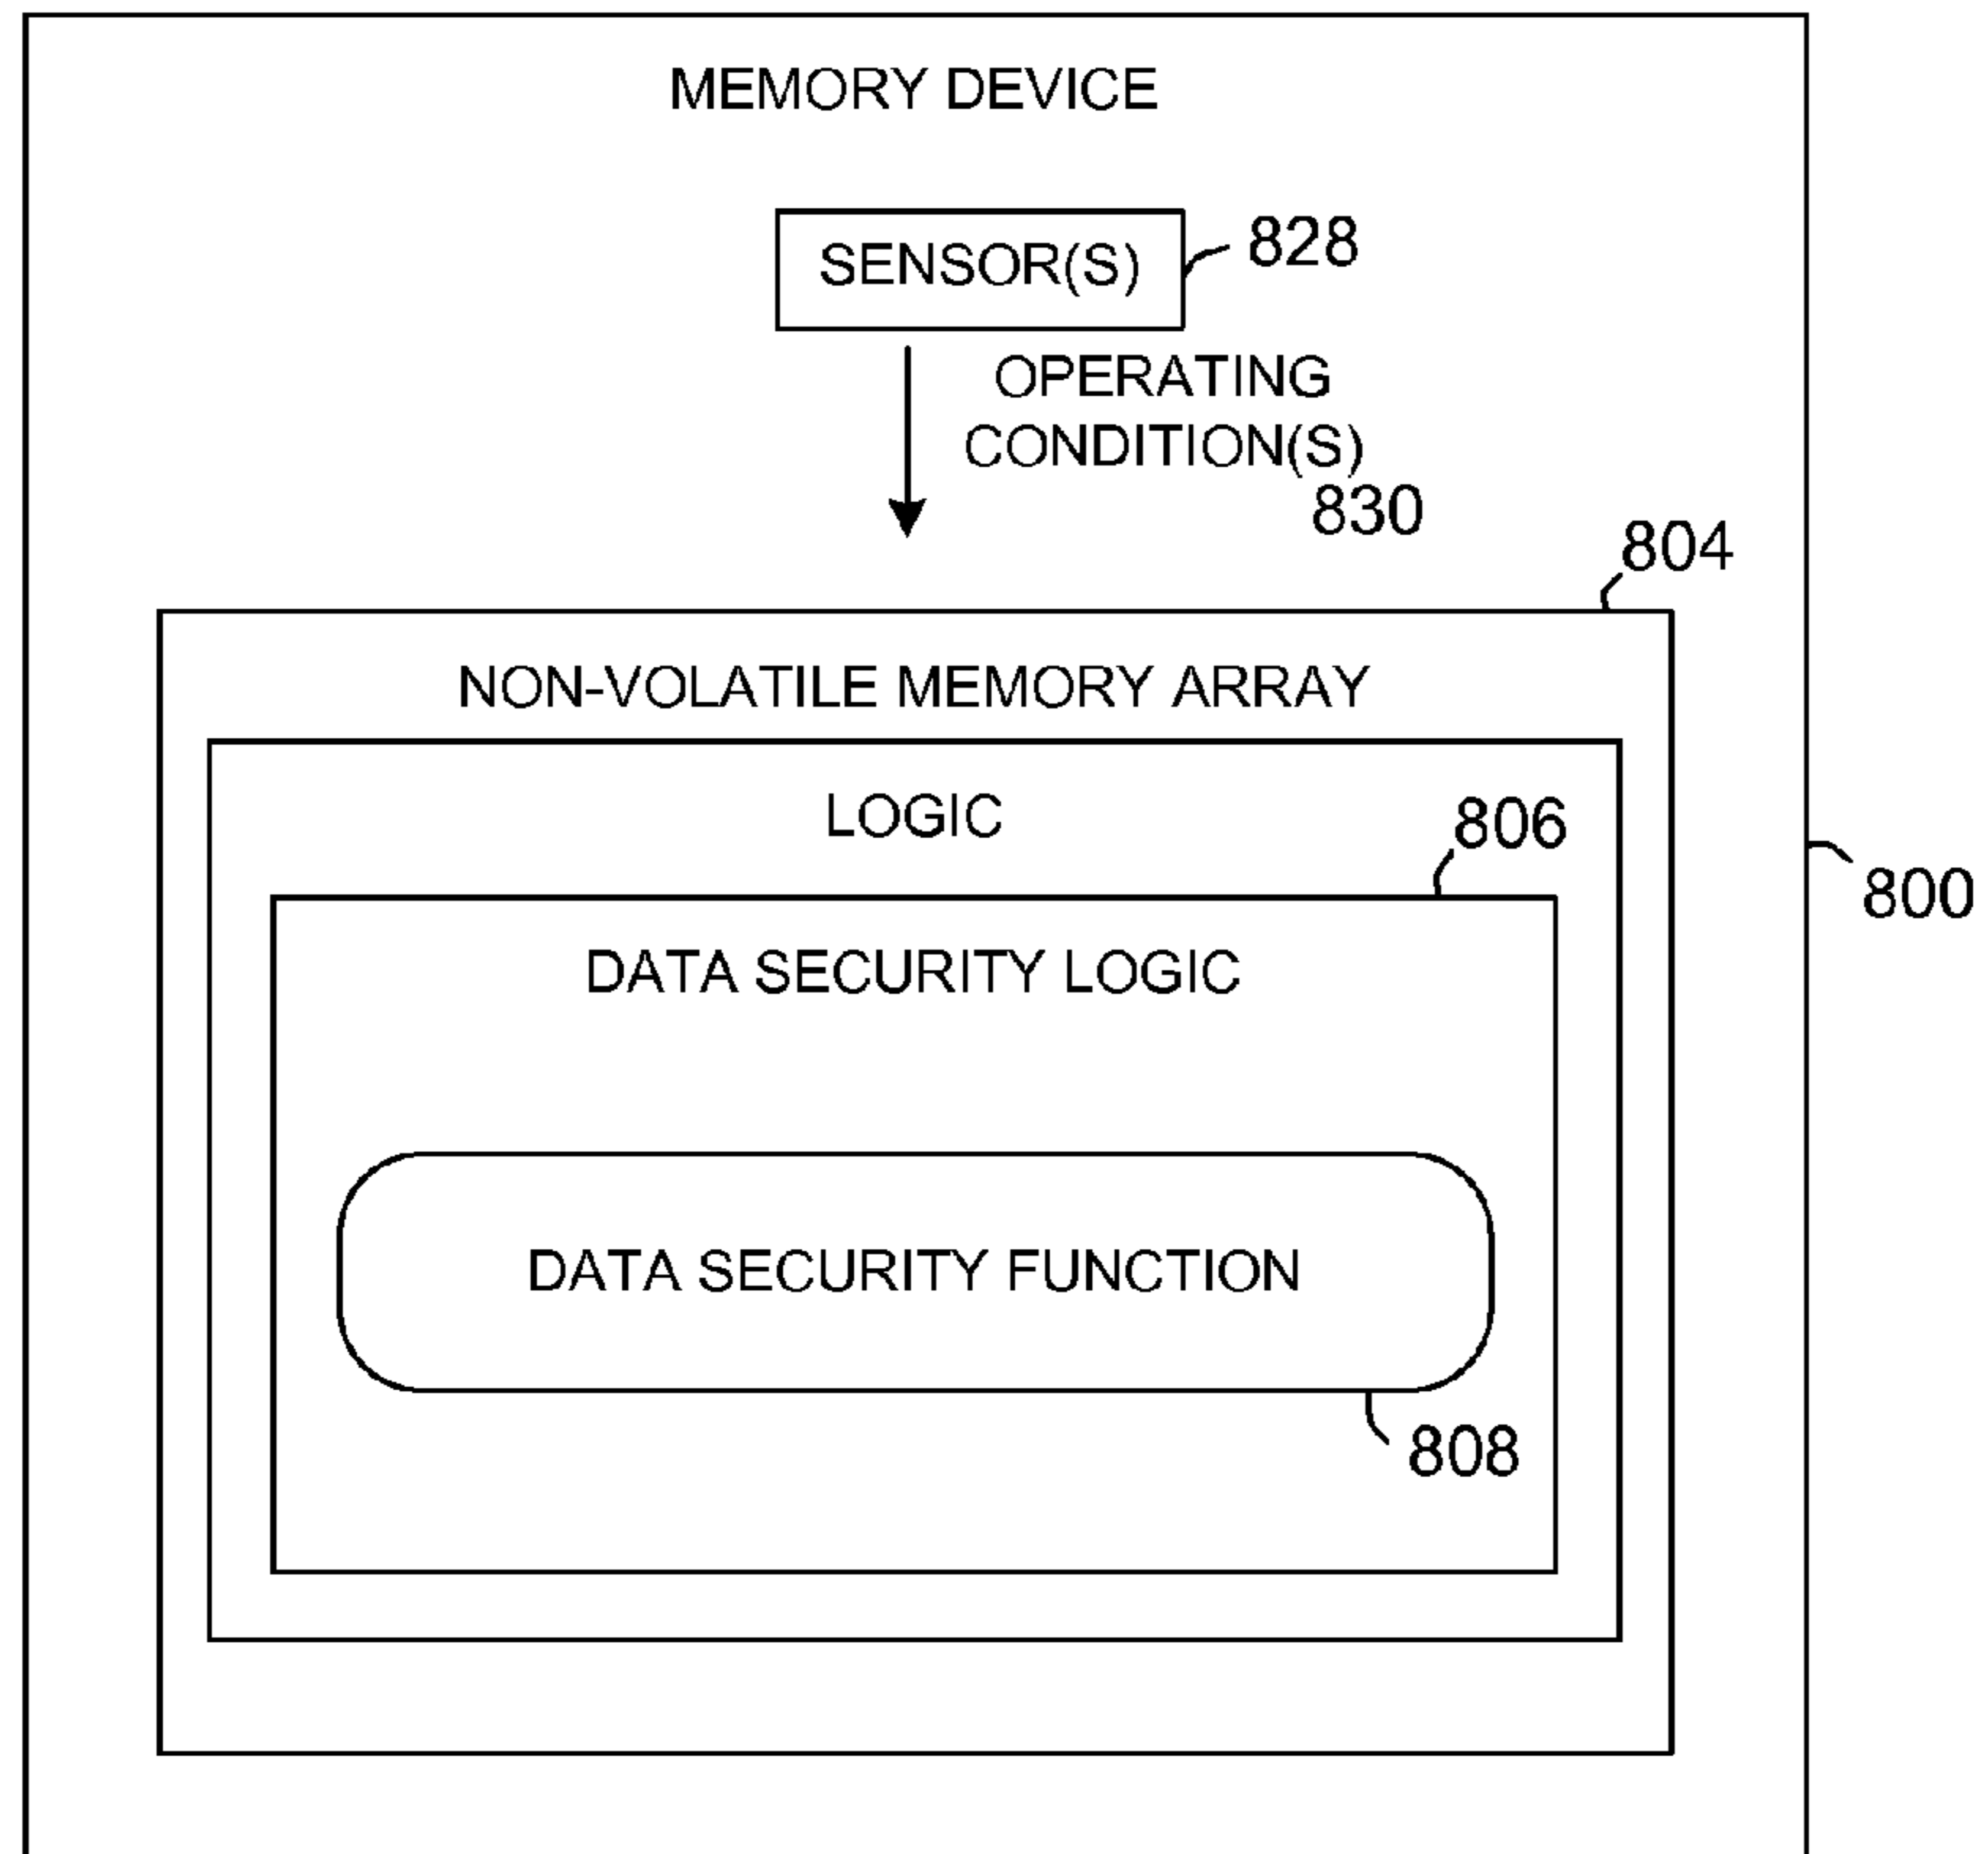 MEMORY DEVICE
SENSOR(S)
828
OPERATING
CONDITION(S)
830
804
NON-VOLATILE MEMORY ARRAY
LOGIC
806
800
DATA SECURITY LOGIC
DATA SECURITY FUNCTION
808